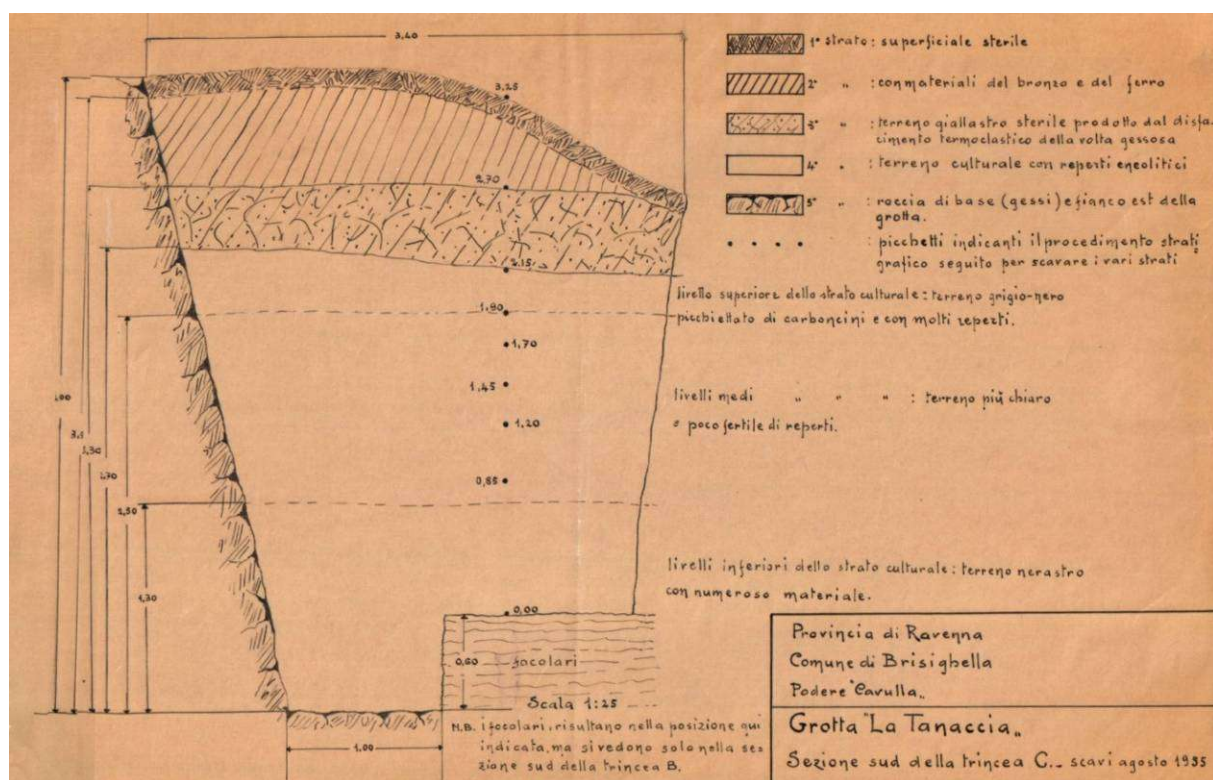 3,40
1° strato : superficiale sterile
3,25
2° " : con materiali del bronzo e del ferro
3° " : terreno giallastro sterile prodotto dal disfa-
cimento termoclastico della volta gessosa
2,70
4° " : terreno culturale con reperti eneolitici
5° " : roccia di base (gessi) e fianco est della
grotta.
: picchetti indicanti il procedimento strati
grafico seguito per scavare i vari strati
2,15
livello superiore dello strato culturale : terreno grigio-nero
picchiettato di carboncini e con molti reperti.
1,80
1,70
1,45
livelli medi " " " : terreno più chiaro
e poco fertile di reperti.
1,20
0,85
2,50
1,30
livelli inferiori dello strato culturale : terreno nerastro
con numeroso materiale.
0,00
0,60
focolari
Scala 1:25
N.B. i focolari, risultano nella posizione qui
indicata, ma si vedono solo nella se=
zione sud della trincea B.
1,00
Provincia di Ravenna
Comune di Brisighella
Podere "Cavulla"
Grotta "La Tanaccia"
Sezione sud della trincea C. - scavi agosto 1955